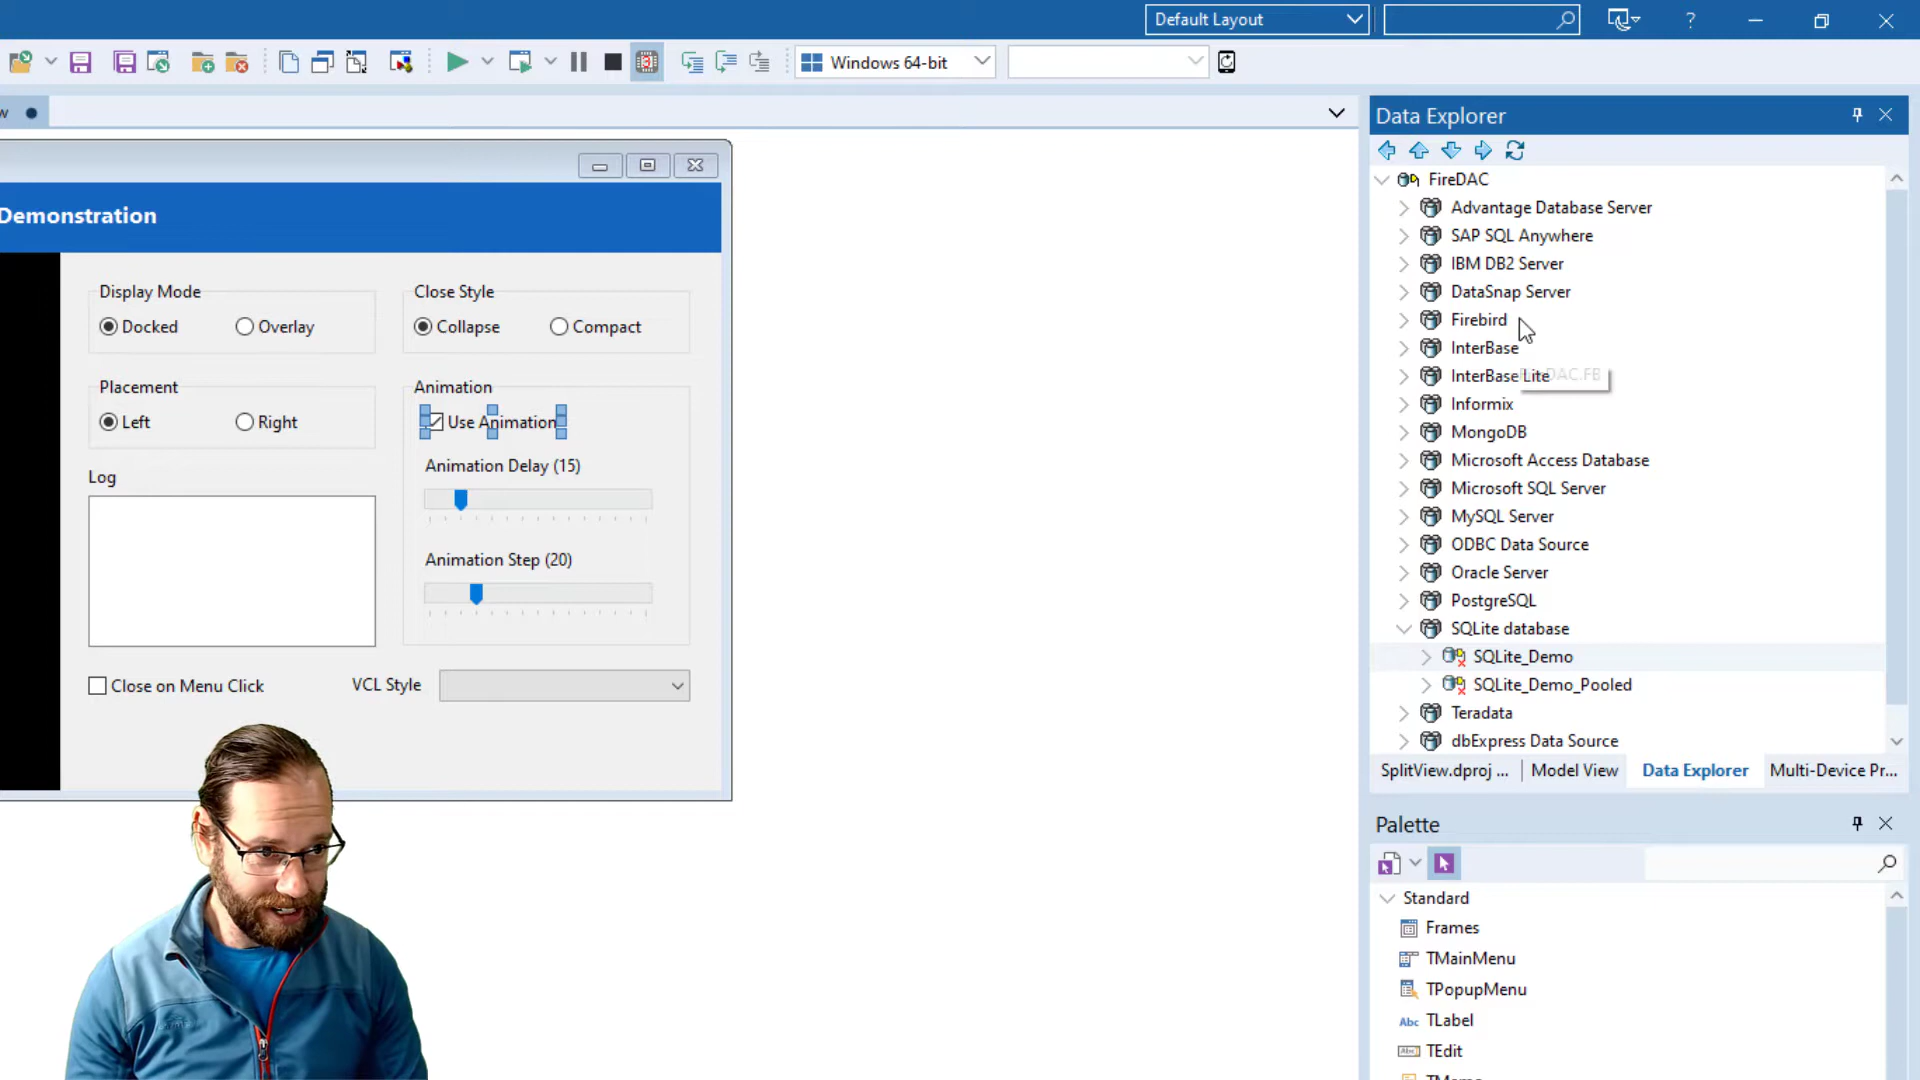 Default Layout
?
Windows 64-bit
w
Data Explorer
FireDAC
Advantage Database Server
SAP SQL Anywhere
IBM DB2 Server
DataSnap Server
Firebird
InterBase
InterBase Lite
Informix
MongoDB
Microsoft Access Database
Microsoft SQL Server
MySQL Server
ODBC Data Source
Oracle Server
PostgreSQL
SQLite database
SQLite_Demo
SQLite_Demo_Pooled
Teradata
dbExpress Data Source
SplitView.dproj ...
Model View
Data Explorer
Multi-Device Pr...
Demonstration
Display Mode
Docked
Overlay
Close Style
Collapse
Compact
Placement
Left
Right
Animation
Use Animation
Animation Delay (15)
Log
Animation Step (20)
Close on Menu Click
VCL Style
Palette
Standard
Frames
TMainMenu
TPopupMenu
Abc TLabel
TEdit